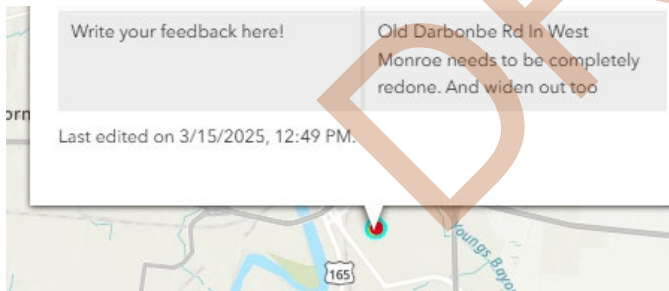 Write your feedback here!
Old Darbonbe Rd In West
Monroe needs to be completely
redone. And widen out too
Last edited on 3/15/2025, 12:49 PM.
165
Youngs Bayo